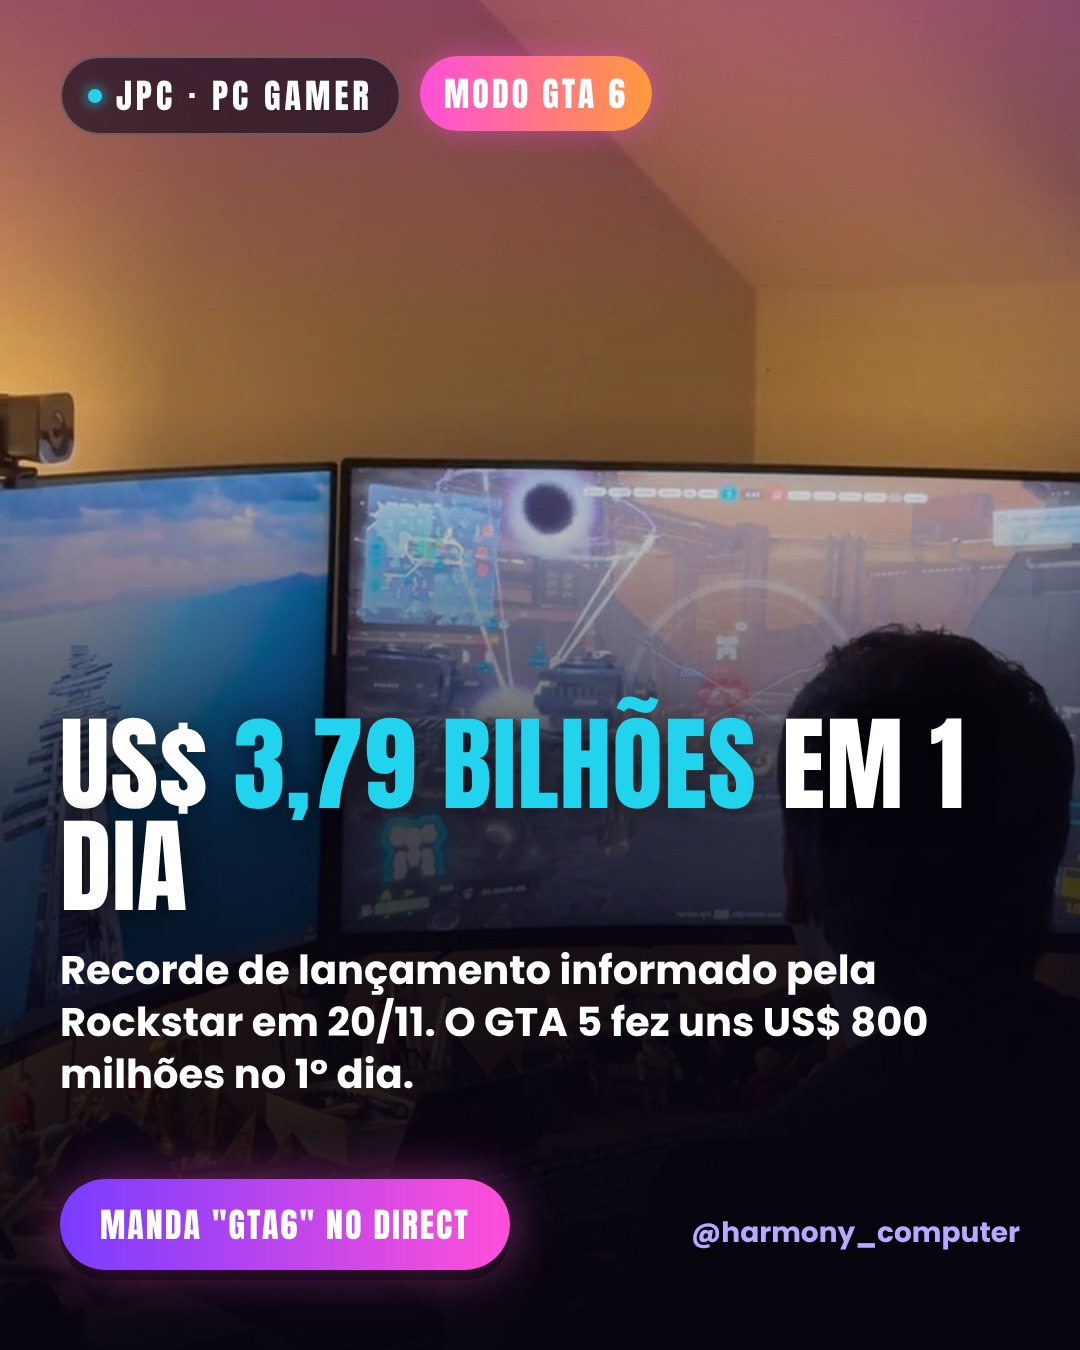 JPC · PC GAMER
MODO GTA 6
US$ 3,79 BILHÕES EM 1
DIA
Recorde de lançamento informado pela
Rockstar em 20/11. O GTA 5 fez uns US$ 800
milhões no 1º dia.
MANDA "GTA6" NO DIRECT
@harmony_computer